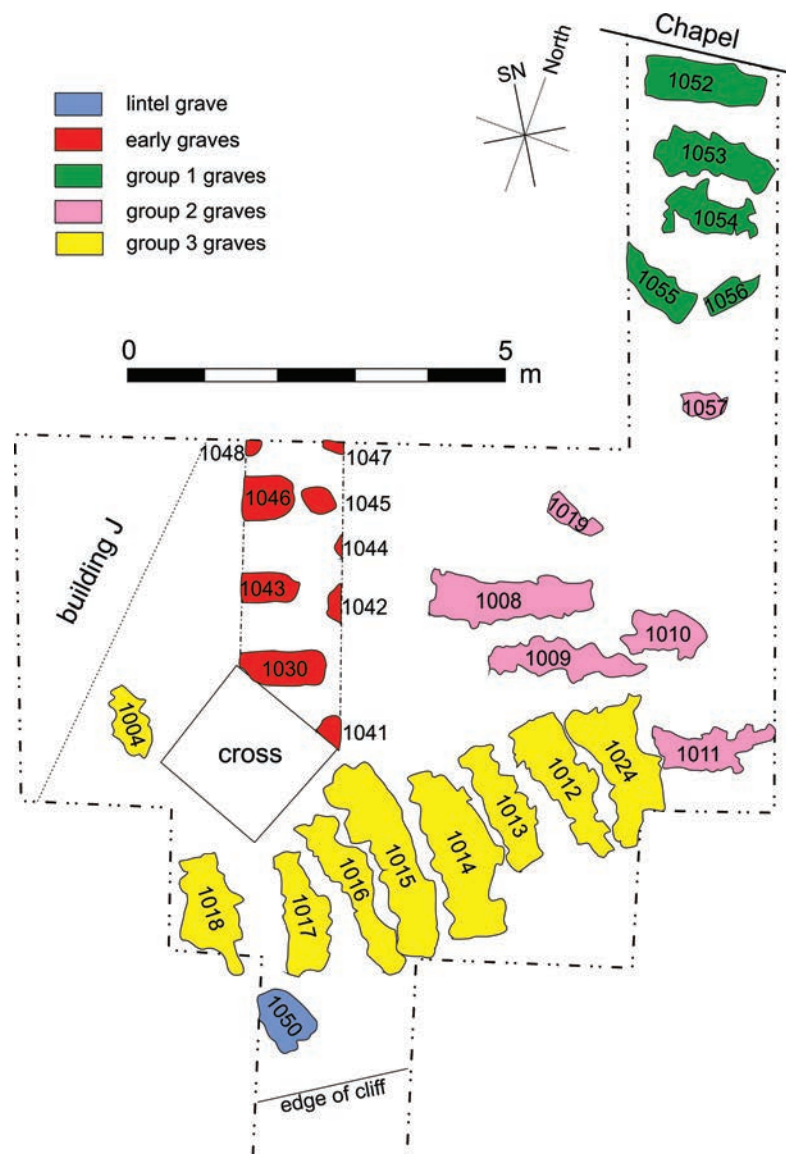 Chapel
North
SN
lintel grave
early graves
group 1 graves
group 2 graves
group 3 graves
0 5
m
1052
1053
1054
1055
1056
1057
1048
1047
1046
1045
1019
1044
building J
1043
1042
1008
1010
1009
1030
1004
1041
1011
cross
1024
1012
1013
1014
1015
1016
1017
1018
1050
edge of cliff